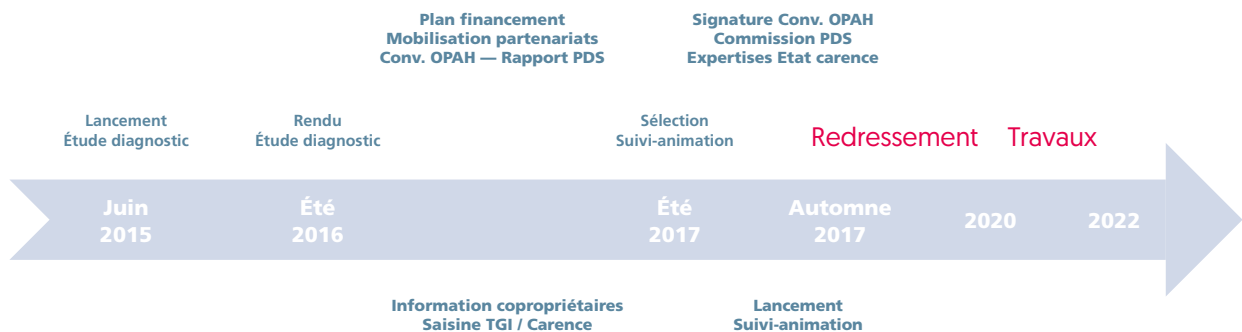 Plan financement
Mobilisation partenariats
Conv. OPAH — Rapport PDS
Signature Conv. OPAH
Commission PDS
Expertises Etat carence
Lancement
Étude diagnostic
Rendu
Étude diagnostic
Sélection
Suivi-animation
Redressement
Travaux
Juin
2015
Été
2016
Été
2017
Automne
2017
2020
2022
Information copropriétaires
Saisine TGI / Carence
Lancement
Suivi-animation